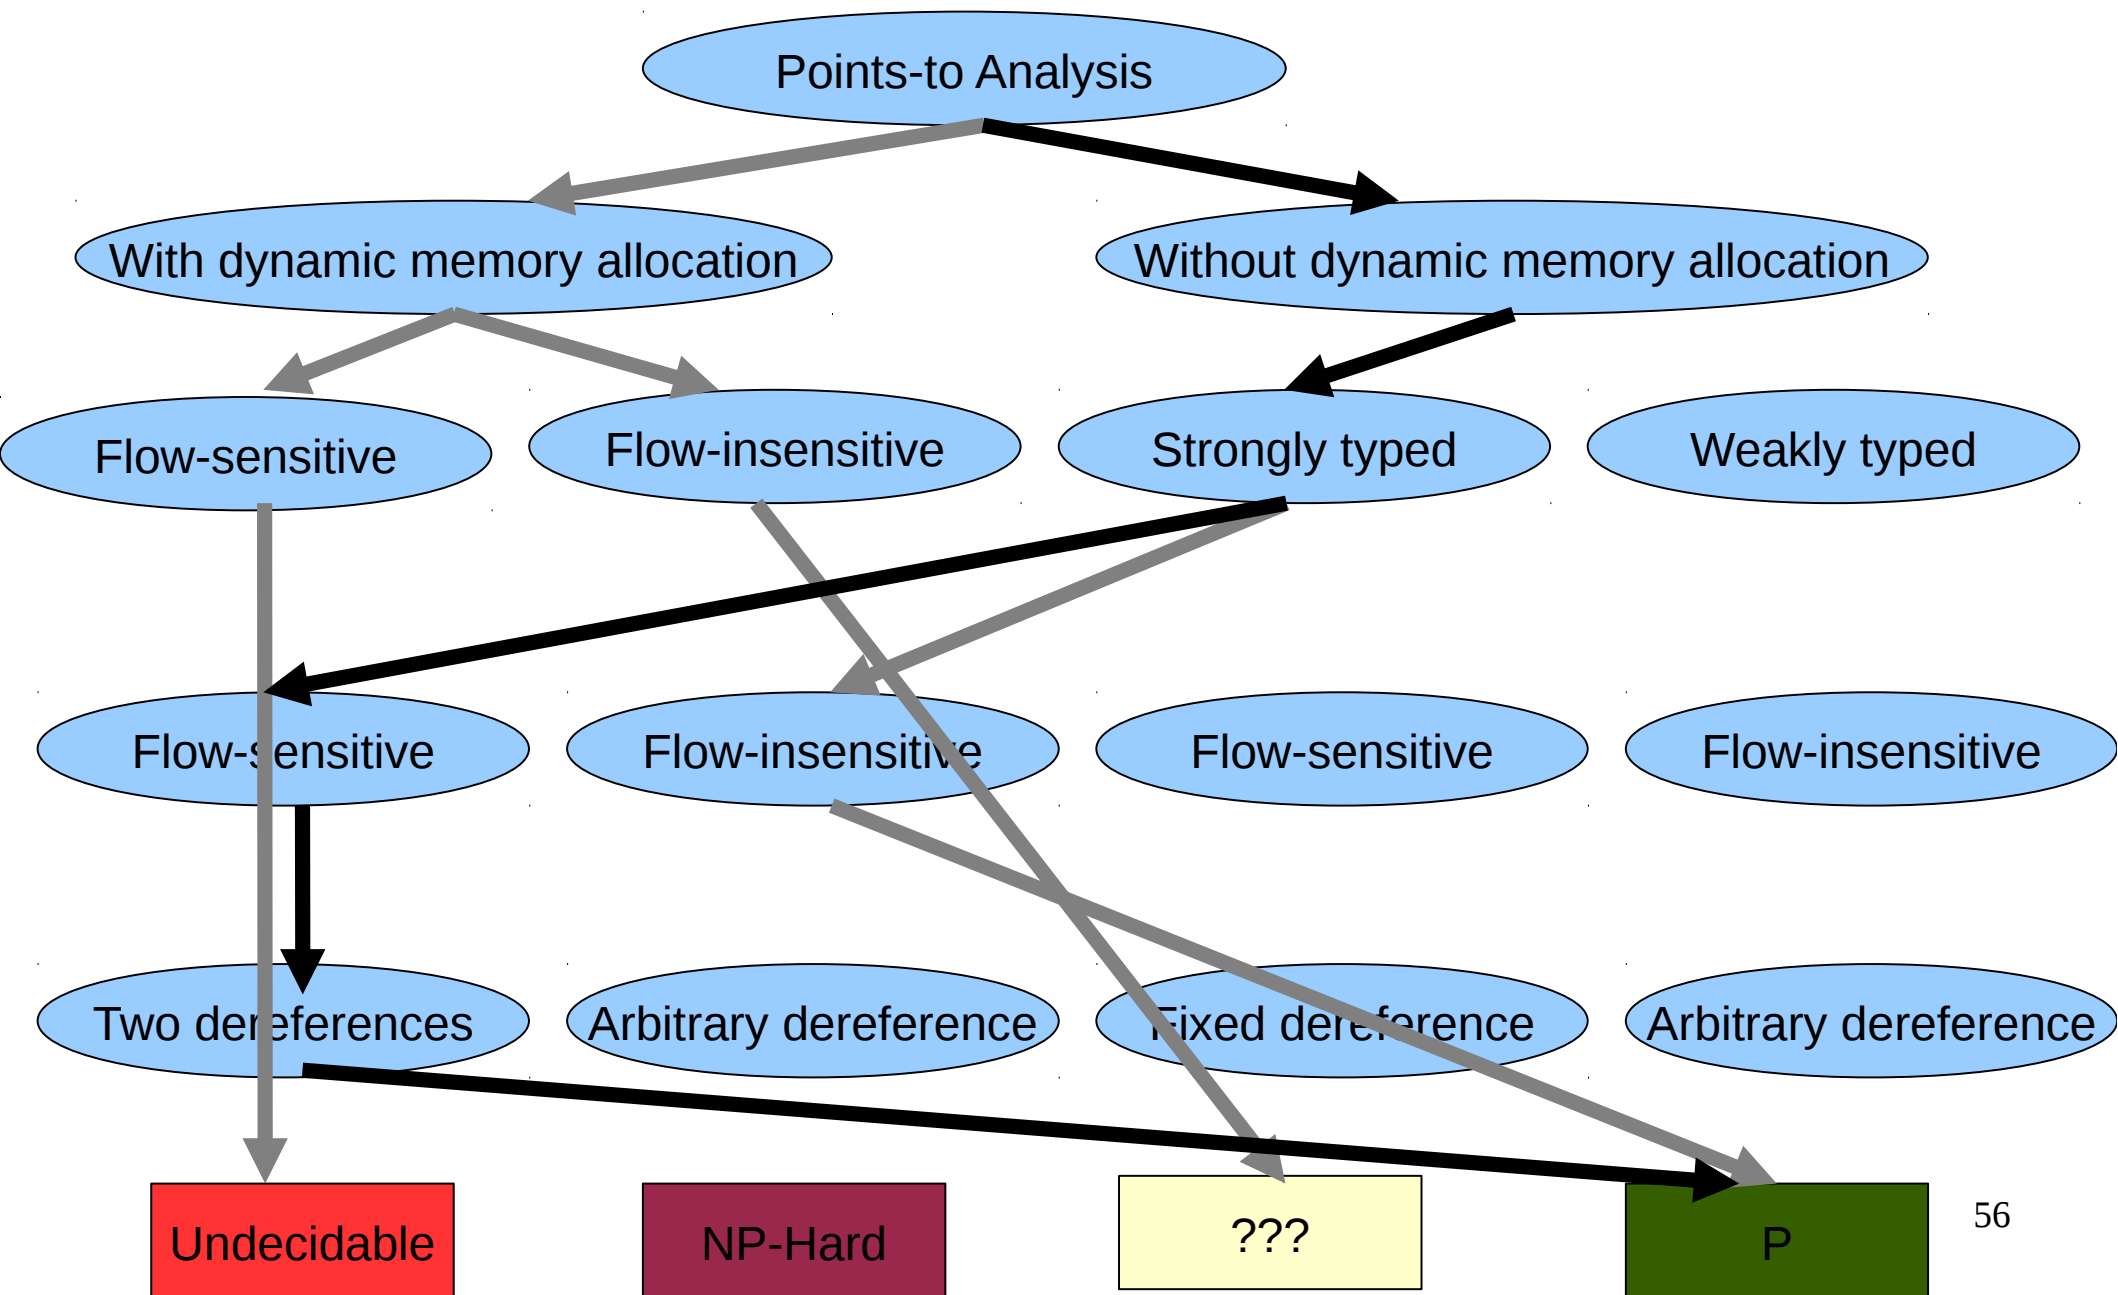 Points-to Analysis
With dynamic memory allocation
Without dynamic memory allocation
Flow-sensitive
Flow-insensitive
Strongly typed
Weakly typed
Flow-sensitive
Flow-insensitive
Flow-sensitive
Flow-insensitive
Two dereferences
Arbitrary dereference
Fixed dereference
Arbitrary dereference
Undecidable
NP-Hard
???
P
56